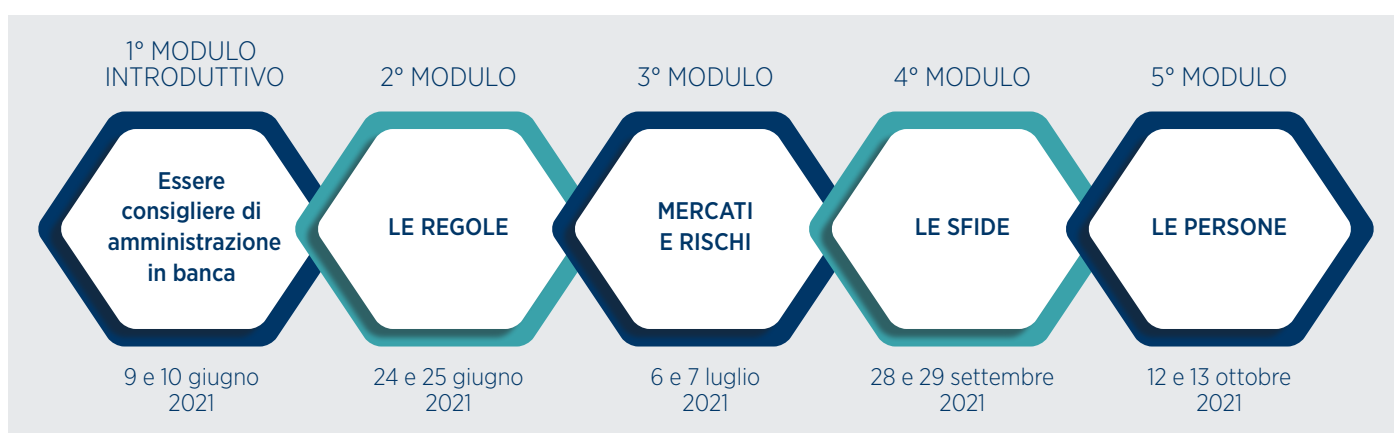 1° MODULO
INTRODUTTIVO
Essere
consigliere di
amministrazione
in banca
9 e 10 giugno
2021
2° MODULO
LE REGOLE
24 e 25 giugno
2021
3° MODULO
MERCATI
E RISCHI
6 e 7 luglio
2021
4° MODULO
LE SFIDE
28 e 29 settembre
2021
5° MODULO
LE PERSONE
12 e 13 ottobre
2021